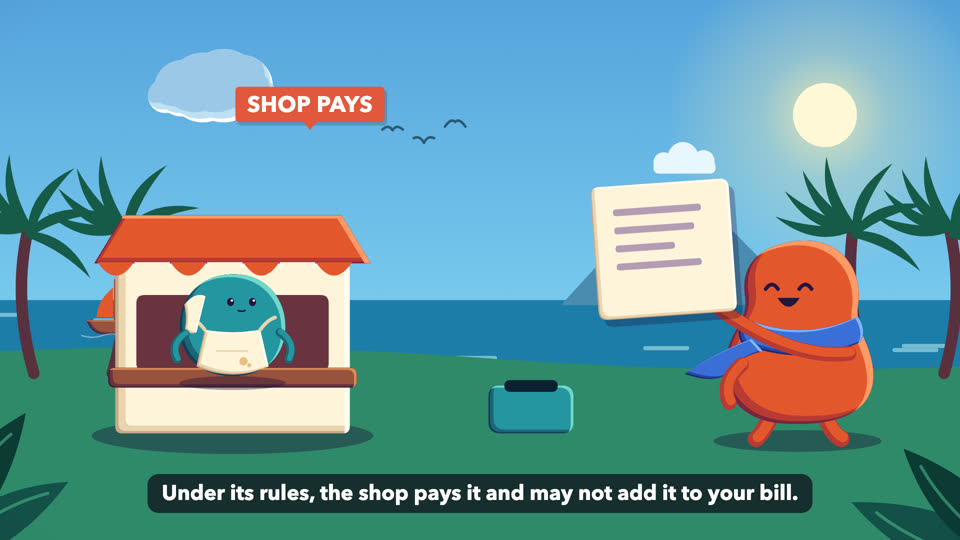 SHOP PAYS
Under its rules, the shop pays it and may not add it to your bill.